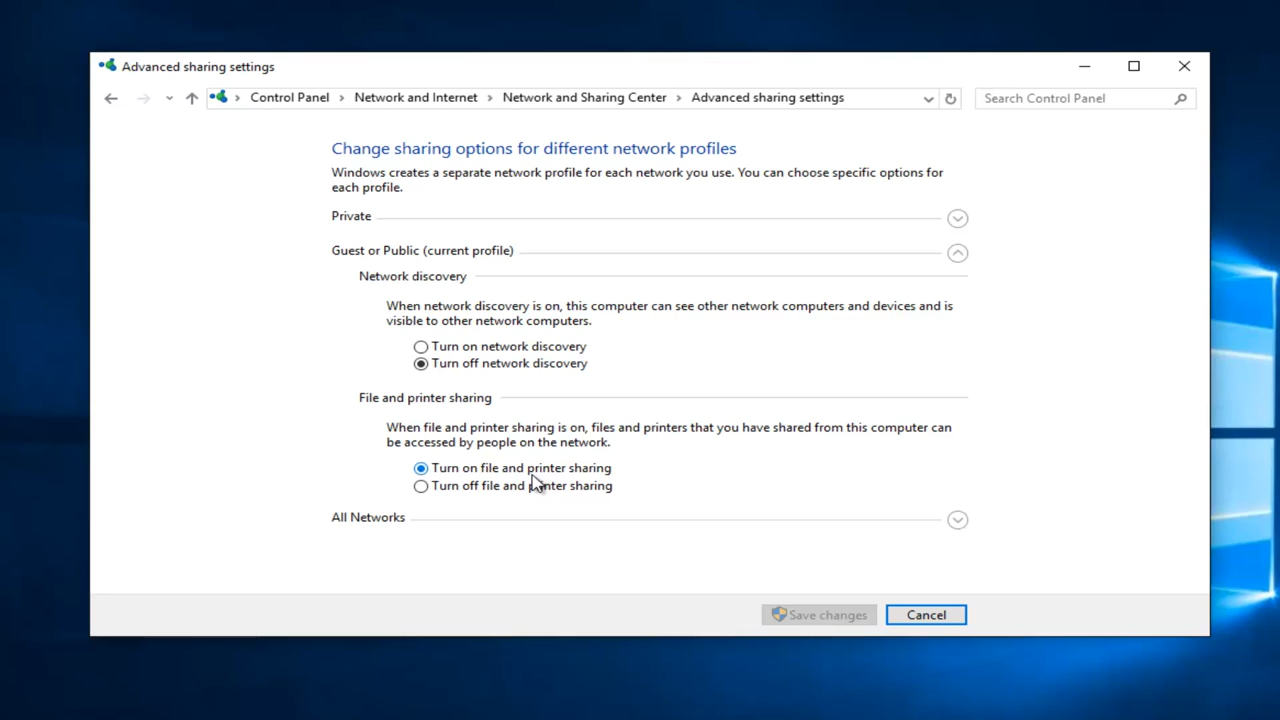 Advanced sharing settings
Control Panel > Network and Internet > Network and Sharing Center > Advanced sharing settings
Search Control Panel
Change sharing options for different network profiles
Windows creates a separate network profile for each network you use. You can choose specific options for
each profile.
Private
Guest or Public (current profile)
Network discovery
When network discovery is on, this computer can see other network computers and devices and is
visible to other network computers.
Turn on network discovery
Turn off network discovery
File and printer sharing
When file and printer sharing is on, files and printers that you have shared from this computer can
be accessed by people on the network.
Turn on file and printer sharing
Turn off file and printer sharing
All Networks
Save changes
Cancel